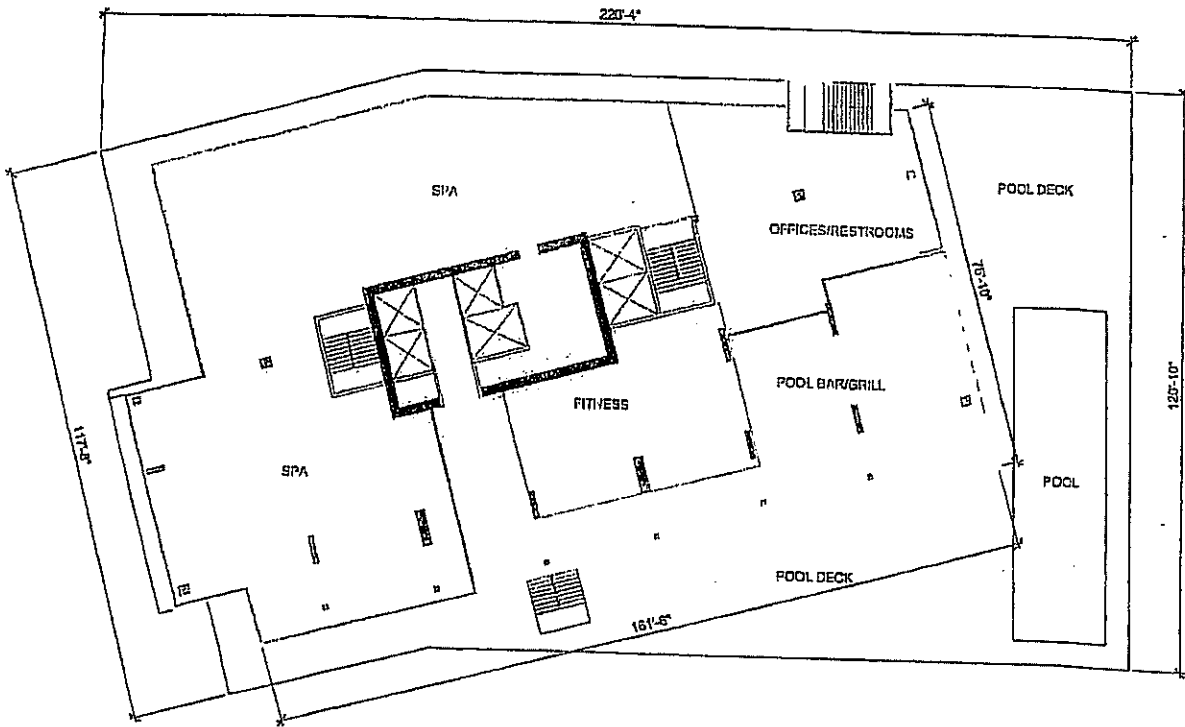 220'-4"
SPA
POOL DECK
OFFICES/RESTROOMS
75'-10"
120'-10"
POOL BAR/GRILL
FITNESS
117'-8"
SPA
POOL
POOL DECK
161'-6"